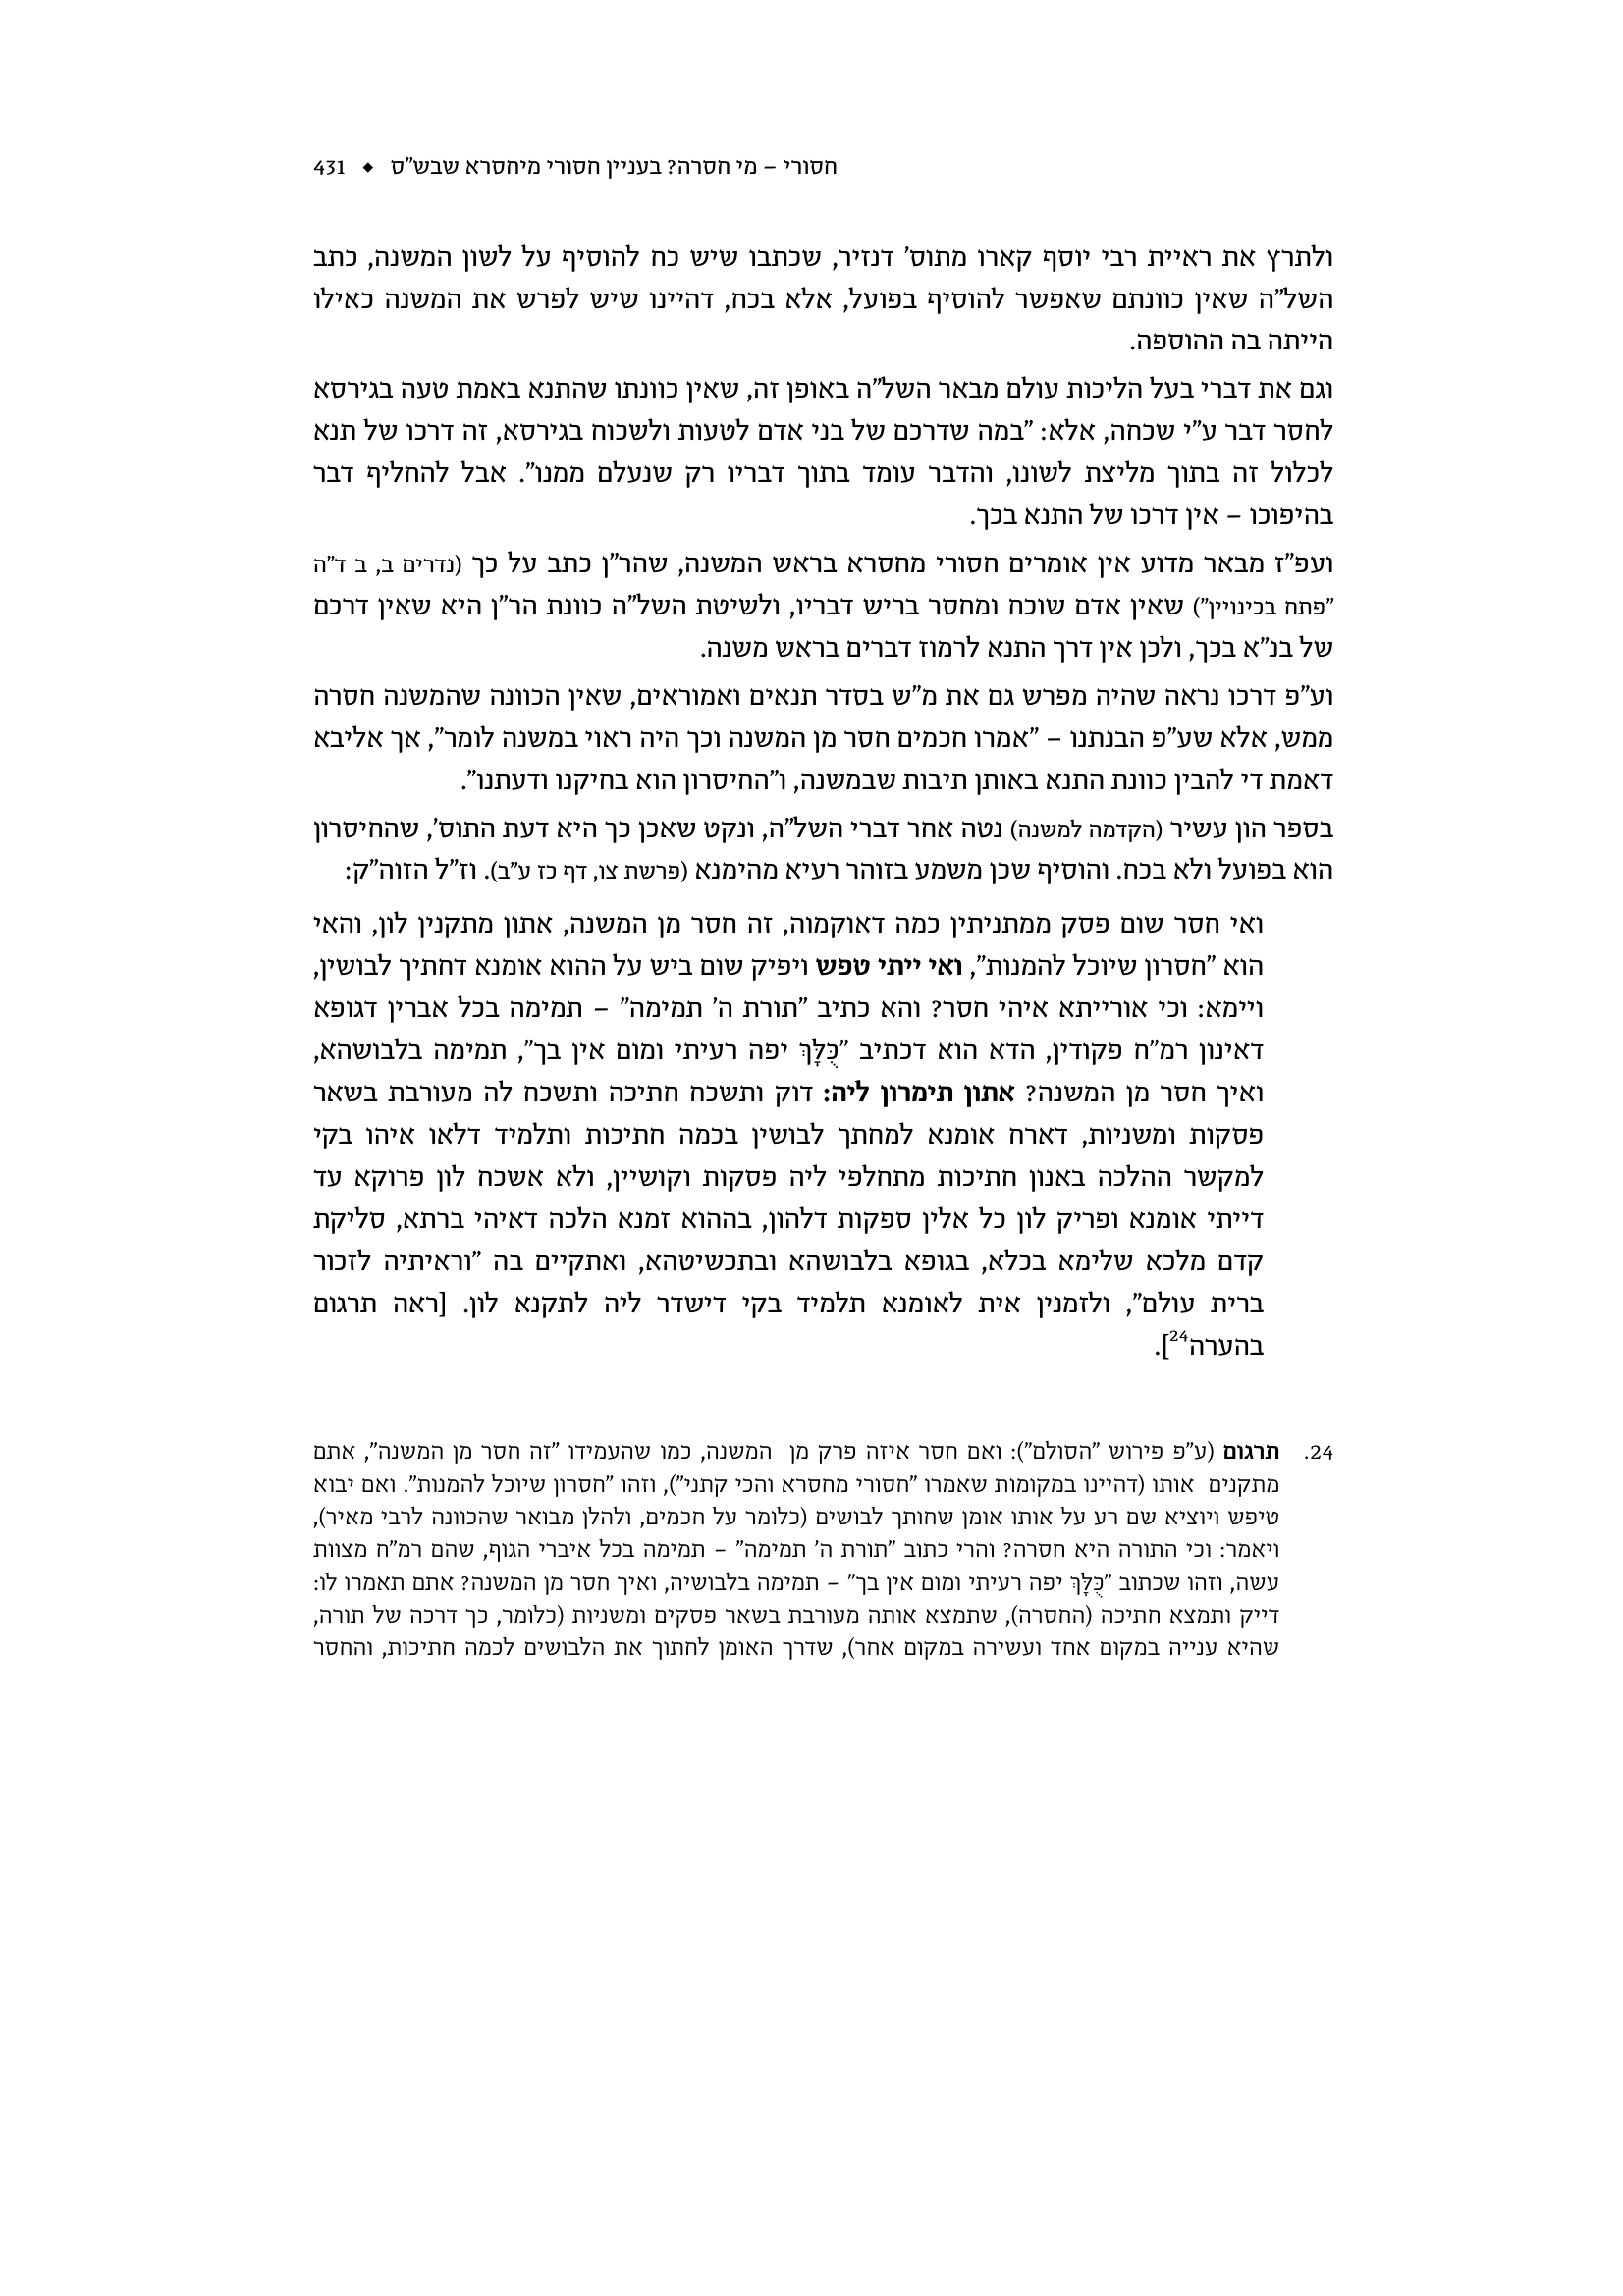 חסורי – מי חסרה? בעניין חסורי מיחסרא שבש"ס ◆ 431
ולתרץ את ראיית רבי יוסף קארו מתוס' דנזיר, שכתבו שיש כח להוסיף על לשון המשנה, כתב
השל"ה שאין כוונתם שאפשר להוסיף בפועל, אלא בכח, דהיינו שיש לפרש את המשנה כאילו
הייתה בה ההוספה.
וגם את דברי בעל הליכות עולם מבאר השל"ה באופן זה, שאין כוונתו שהתנא באמת טעה בגירסא
לחסר דבר ע"י שכחה, אלא: "במה שדרכם של בני אדם לטעות ולשכוח בגירסא, זה דרכו של תנא
לכלול זה בתוך מליצת לשונו, והדבר עומד בתוך דבריו רק שנעלם ממנו". אבל להחליף דבר
בהיפוכו – אין דרכו של התנא בכך.
ועפ"ז מבאר מדוע אין אומרים חסורי מחסרא בראש המשנה, שהר"ן כתב על כך (נדרים ב, ב ד"ה
"פתח בכינויין") שאין אדם שוכח ומחסר בריש דבריו, ולשיטת השל"ה כוונת הר"ן היא שאין דרכם
של בנ"א בכך, ולכן אין דרך התנא לרמוז דברים בראש משנה.
וע"פ דרכו נראה שהיה מפרש גם את מ"ש בסדר תנאים ואמוראים, שאין הכוונה שהמשנה חסרה
ממש, אלא שע"פ הבנתנו – "אמרו חכמים חסר מן המשנה וכך היה ראוי במשנה לומר", אך אליבא
דאמת די להבין כוונת התנא באותן תיבות שבמשנה, ו"החיסרון הוא בחיקנו ודעתנו".
בספר הון עשיר (הקדמה למשנה) נטה אחר דברי השל"ה, ונקט שאכן כך היא דעת התוס', שהחיסרון
הוא בפועל ולא בכח. והוסיף שכן משמע בזוהר רעיא מהימנא (פרשת צו, דף כז ע"ב). וז"ל הזוה"ק:
ואי חסר שום פסק ממתניתין כמה דאוקמוה, זה חסר מן המשנה, אתון מתקנין לון, והאי
הוא "חסרון שיוכל להמנות", ואי ייתי טפש ויפיק שום ביש על ההוא אומנא דחתיך לבושין,
ויימא: וכי אורייתא איהי חסר? והא כתיב "תורת ה' תמימה" – תמימה בכל אברין דגופא
דאינון רמ"ח פקודין, הדא הוא דכתיב "כֻּלָּךְ יפה רעיתי ומום אין בך", תמימה בלבושהא,
ואיך חסר מן המשנה? אתון תימרון ליה: דוק ותשכח חתיכה ותשכח לה מעורבת בשאר
פסקות ומשניות, דארח אומנא למחתך לבושין בכמה חתיכות ותלמיד דלאו איהו בקי
למקשר ההלכה באנון חתיכות מתחלפי ליה פסקות וקושיין, ולא אשכח לון פרוקא עד
דייתי אומנא ופריק לון כל אלין ספקות דלהון, בההוא זמנא הלכה דאיהי ברתא, סליקת
קדם מלכא שלימא בכלא, בגופא בלבושהא ובתכשיטהא, ואתקיים בה "וראיתיה לזכור
ברית עולם", ולזמנין אית לאומנא תלמיד בקי דישדר ליה לתקנא לון. [ראה תרגום
בהערה24].
24. תרגום (ע"פ פירוש "הסולם"): ואם חסר איזה פרק מן המשנה, כמו שהעמידו "זה חסר מן המשנה", אתם
מתקנים אותו (דהיינו במקומות שאמרו "חסורי מחסרא והכי קתני"), וזהו "חסרון שיוכל להמנות". ואם יבוא
טיפש ויוציא שם רע על אותו אומן שחותך לבושים (כלומר על חכמים, ולהלן מבואר שהכוונה לרבי מאיר),
ויאמר: וכי התורה היא חסרה? והרי כתוב "תורת ה' תמימה" – תמימה בכל איברי הגוף, שהם רמ"ח מצוות
עשה, וזהו שכתוב "כֻּלָּךְ יפה רעיתי ומום אין בך" – תמימה בלבושיה, ואיך חסר מן המשנה? אתם תאמרו לו:
דייק ותמצא חתיכה (החסרה), שתמצא אותה מעורבת בשאר פסקים ומשניות (כלומר, כך דרכה של תורה,
שהיא ענייה במקום אחד ועשירה במקום אחר), שדרך האומן לחתוך את הלבושים לכמה חתיכות, והחסר